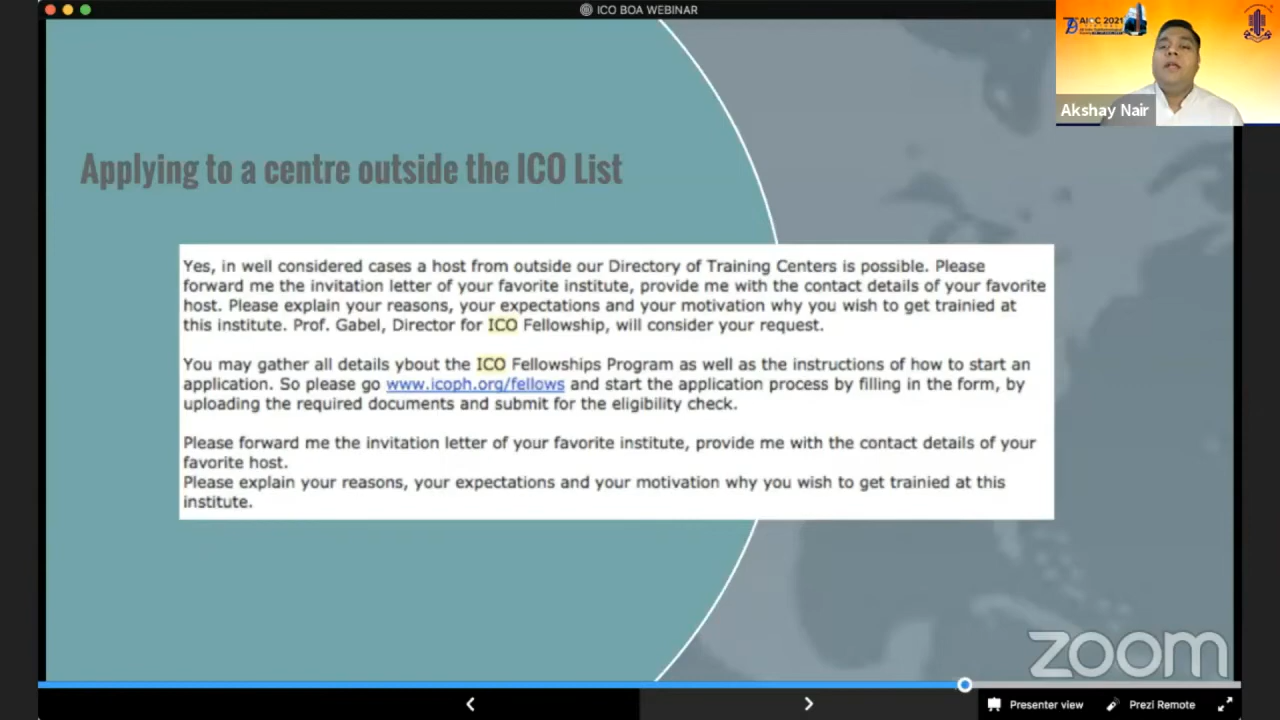 ICO BOA WEBINAR
AIOC 2021
Akshay Nair
Applying to a centre outside the ICO List
Yes, in well considered cases a host from outside our Directory of Training Centers is possible. Please
forward me the invitation letter of your favorite institute, provide me with the contact details of your favorite
host. Please explain your reasons, your expectations and your motivation why you wish to get trainied at
this institute. Prof. Gabel, Director for ICO Fellowship, will consider your request.
You may gather all details ybout the ICO Fellowships Program as well as the instructions of how to start an
application. So please go www.icoph.org/fellows and start the application process by filling in the form, by
uploading the required documents and submit for the eligibility check.
Please forward me the invitation letter of your favorite institute, provide me with the contact details of your
favorite host.
Please explain your reasons, your expectations and your motivation why you wish to get trainied at this
institute.
zoom
Presenter view
Prezi Remote